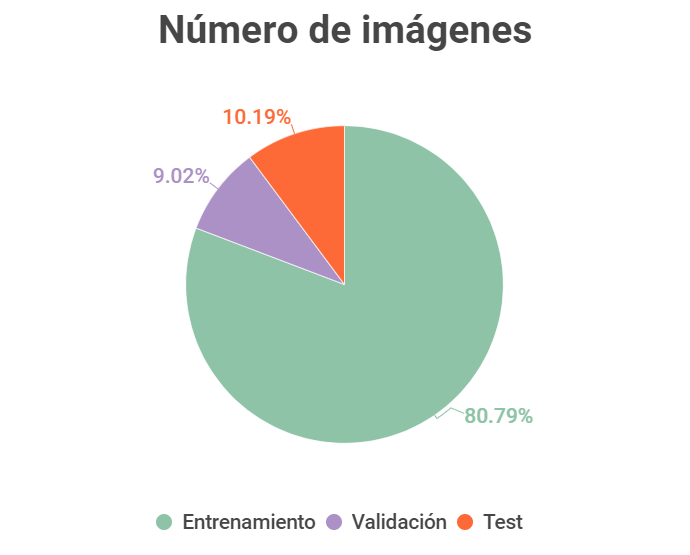 Número de imágenes
10.19%
9.02%
80.79%
Entrenamiento Validación Test